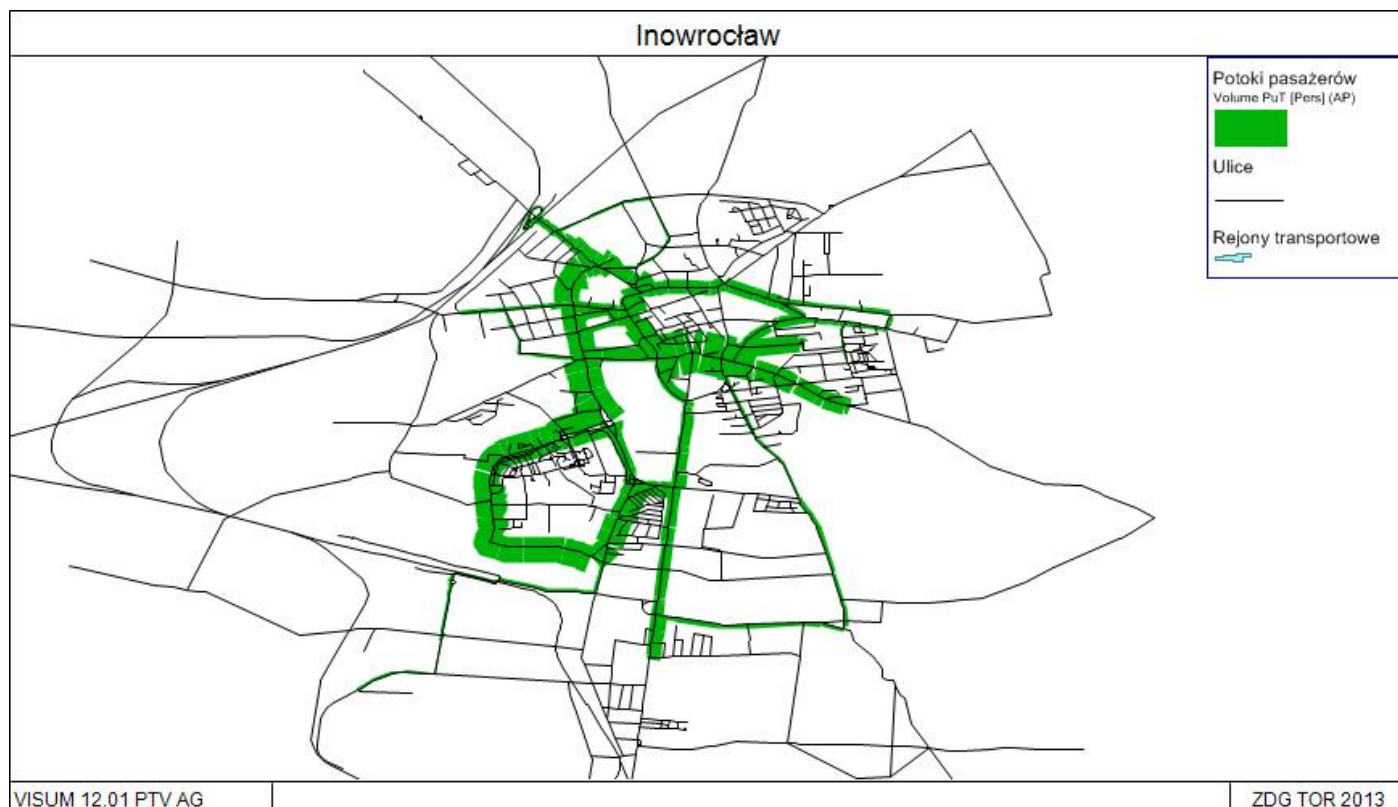 Inowrocław
Potoki pasażerów
Volume PuT [Pers] (AP)
Ulice
Rejony transportowe
VISUM 12.01 PTV AG
ZDG TOR 2013